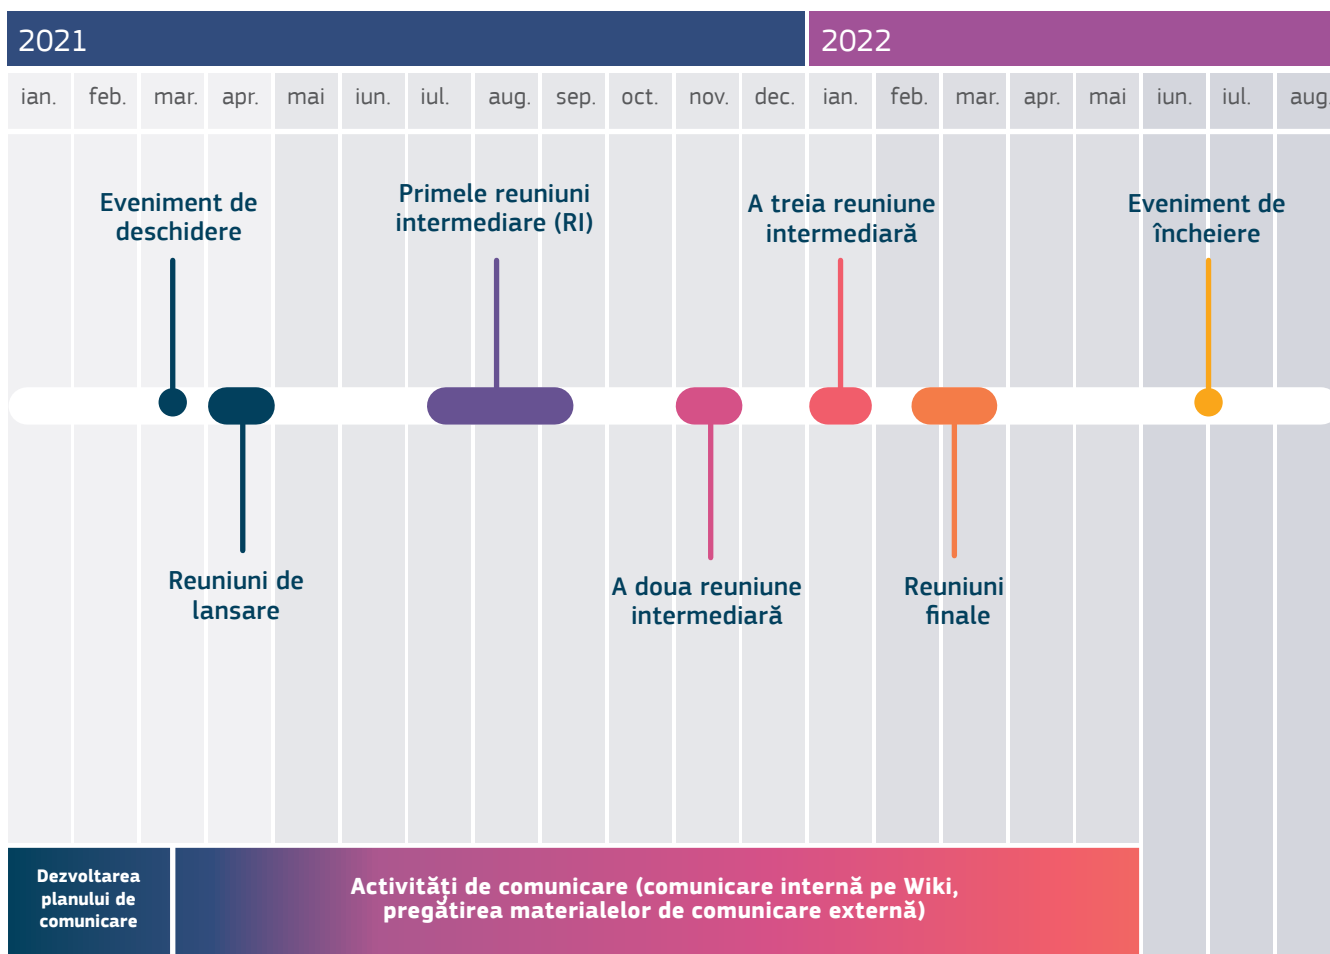 2021
2022
ian. feb. mar. apr. mai iun. iul. aug. sep. oct. nov. dec. ian. feb. mar. apr. mai iun. iul. aug.
Eveniment de
deschidere
Primele reuniuni
intermediare (RI)
A treia reuniune
intermediară
Eveniment de
încheiere
Reuniuni de
lansare
A doua reuniune
intermediară
Reuniuni
finale
Dezvoltarea
planului de
comunicare
Activități de comunicare (comunicare internă pe Wiki,
pregătirea materialelor de comunicare externă)